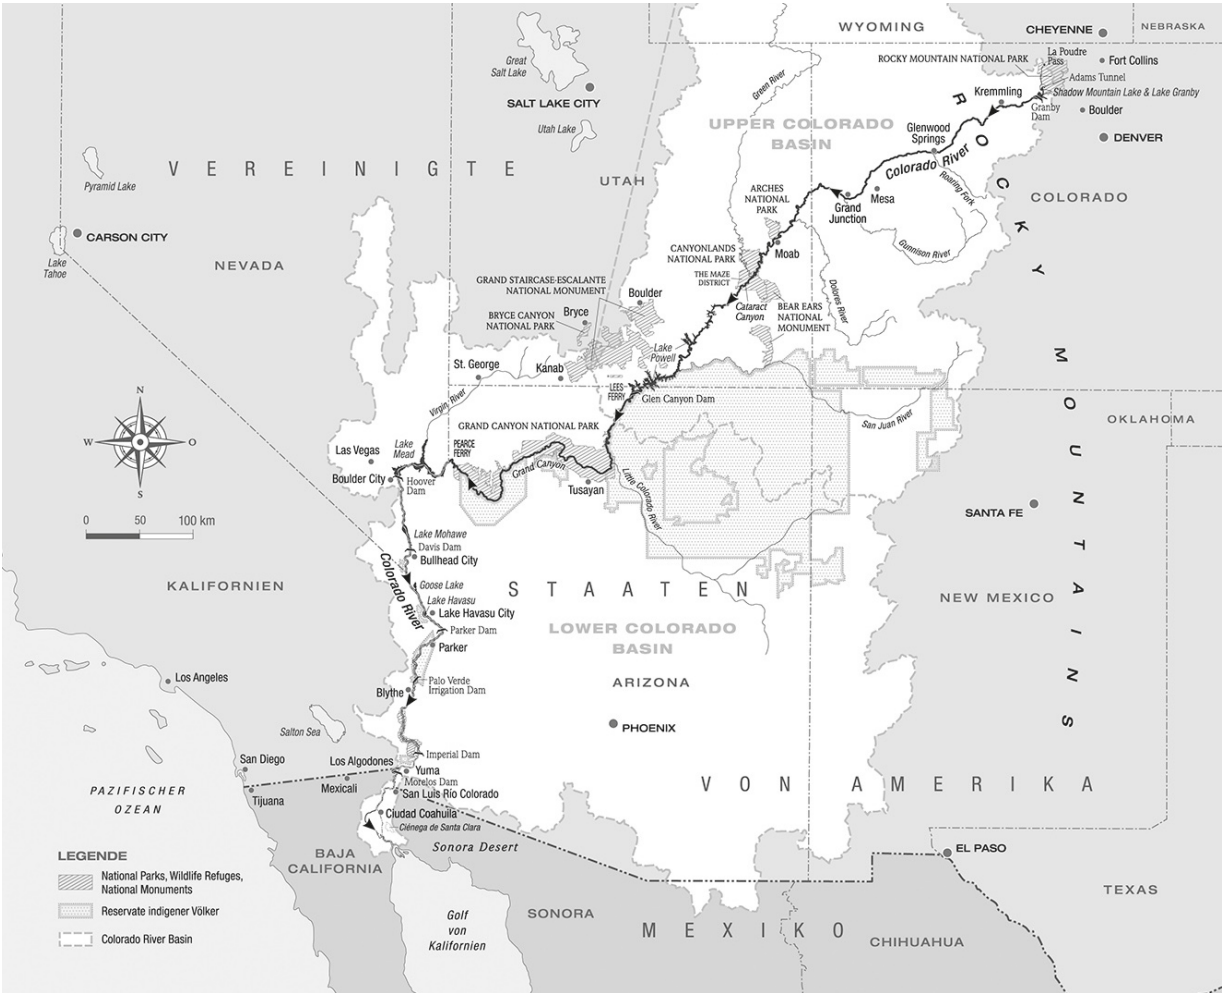 WYOMING
CHEYENNE
NEBRASKA
La Poudre
Pass
ROCKY MOUNTAIN NATIONAL PARK
Fort Collins
Adams Tunnel
Great
Salt Lake
SALT LAKE CITY
Green River
Kremmling
Shadow Mountain Lake & Lake Granby
Granby
Dam
Boulder
Utah Lake
UPPER COLORADO
BASIN
Glenwood
Springs
DENVER
ROCKY MOUNTAINS
VEREINIGTE
Colorado River
Roaring Fork
Pyramid Lake
UTAH
ARCHES
NATIONAL
PARK
Mesa
Grand
Junction
COLORADO
CARSON CITY
Lake
Tahoe
NEVADA
CANYONLANDS
NATIONAL PARK
Moab
Gunnison River
THE MAZE
DISTRICT
GRAND STAIRCASE-ESCALANTE
NATIONAL MONUMENT
Boulder
Dolores River
Cataract
Canyon
BEAR EARS
NATIONAL
MONUMENT
Bryce
BRYCE CANYON
NATIONAL PARK
Lake
Powell
St. George
Kanab
LEES
FERRY
Glen Canyon Dam
Virgin River
San Juan River
N
W
O
S
GRAND CANYON NATIONAL PARK
OKLAHOMA
Las Vegas
Lake
Mead
PEARCE
FERRY
Grand Canyon
Boulder City
Hoover
Dam
Tusayan
Little Colorado River
SANTA FE
0 50 100 km
Lake Mohawe
Davis Dam
Bullhead City
Colorado River
KALIFORNIEN
Goose Lake
STAATEN
Lake Havasu
Lake Havasu City
NEW MEXICO
Parker Dam
LOWER COLORADO
BASIN
Parker
Los Angeles
Palo Verde
Irrigation Dam
Blythe
ARIZONA
PHOENIX
Salton Sea
Imperial Dam
San Diego
Los Algodones
Yuma
Morelos Dam
VON AMERIKA
PAZIFISCHER
OZEAN
Tijuana
Mexicali
San Luis Río Colorado
Ciudad Coahuila
Ciénega de Santa Clara
Sonora Desert
EL PASO
BAJA
CALIFORNIA
LEGENDE
National Parks, Wildlife Refuges,
National Monuments
Reservate indigener Völker
Colorado River Basin
TEXAS
Golf
von
Kalifornien
SONORA
MEXIKO
CHIHUAHUA